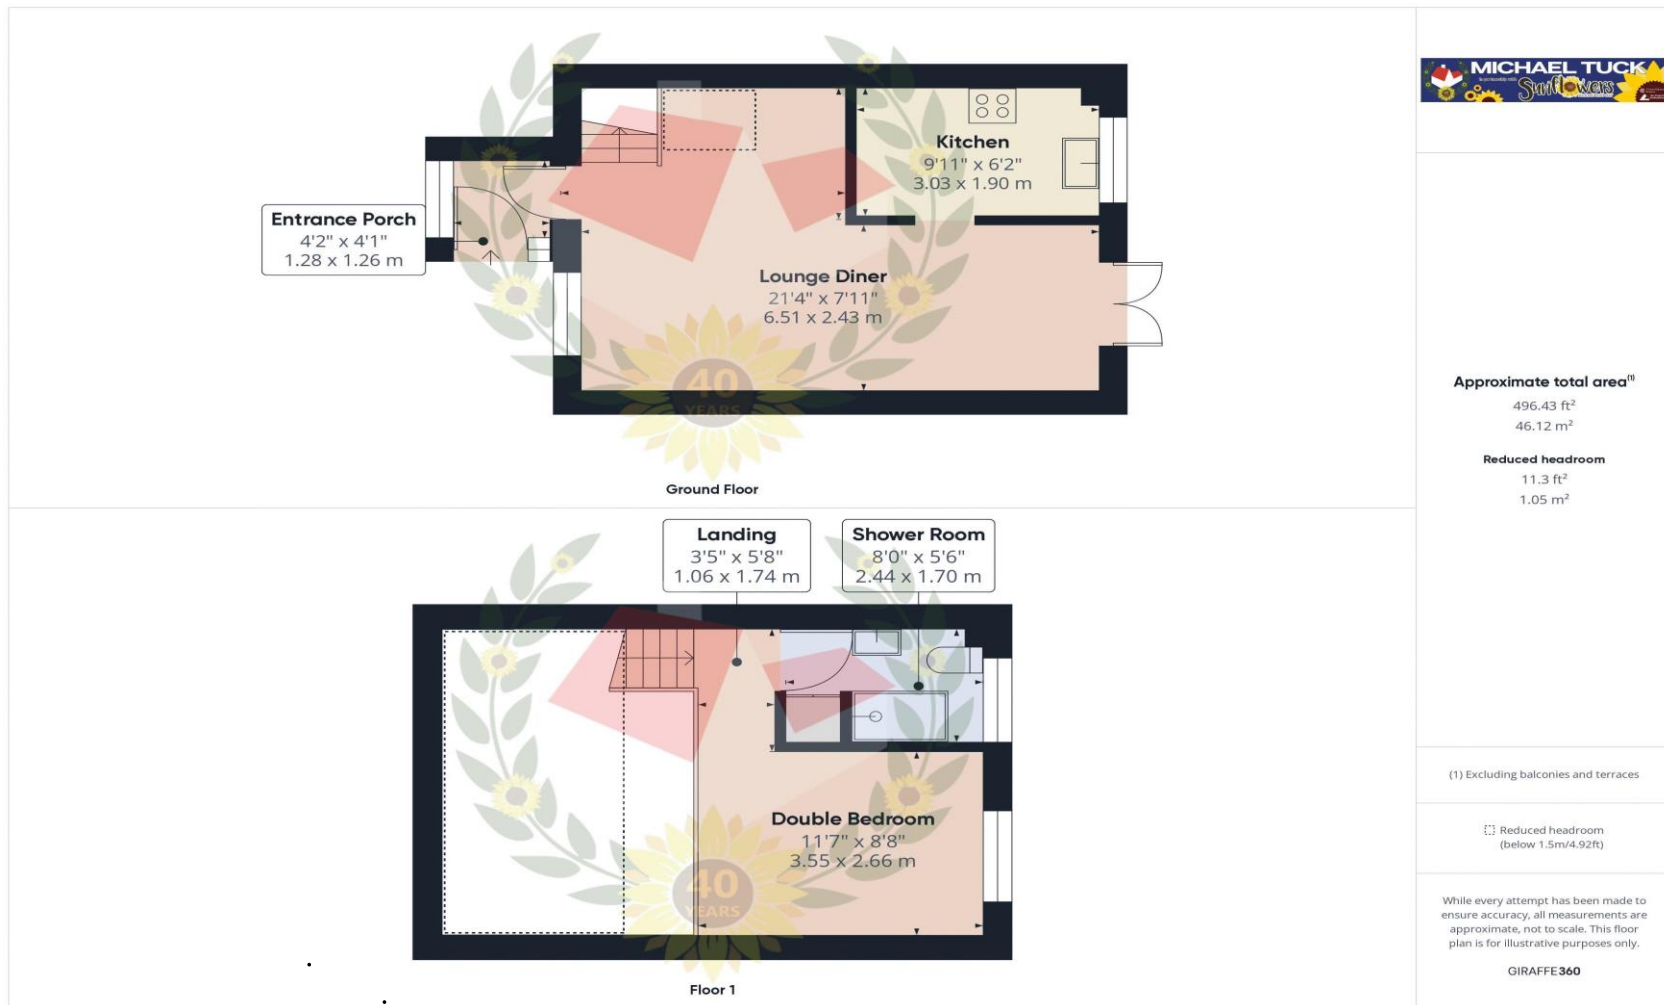 Entrance Porch
4'2" x 4'1"
1.28 x 1.26 m
Kitchen
9'11" x 6'2"
3.03 x 1.90 m
Lounge Diner
21'4" x 7'11"
6.51 x 2.43 m
40
YEARS
Ground Floor
Landing
3'5" x 5'8"
1.06 x 1.74 m
Shower Room
8'0" x 5'6"
2.44 x 1.70 m
Double Bedroom
11'7" x 8'8"
3.55 x 2.66 m
40
YEARS
Floor 1
MICHAEL TUCK
Sunflowers
Approximate total area(1)
496.43 ft²
46.12 m²
Reduced headroom
11.3 ft²
1.05 m²
(1) Excluding balconies and terraces
Reduced headroom
(below 1.5m/4.92ft)
While every attempt has been made to
ensure accuracy, all measurements are
approximate, not to scale. This floor
plan is for illustrative purposes only.
GIRAFFE360